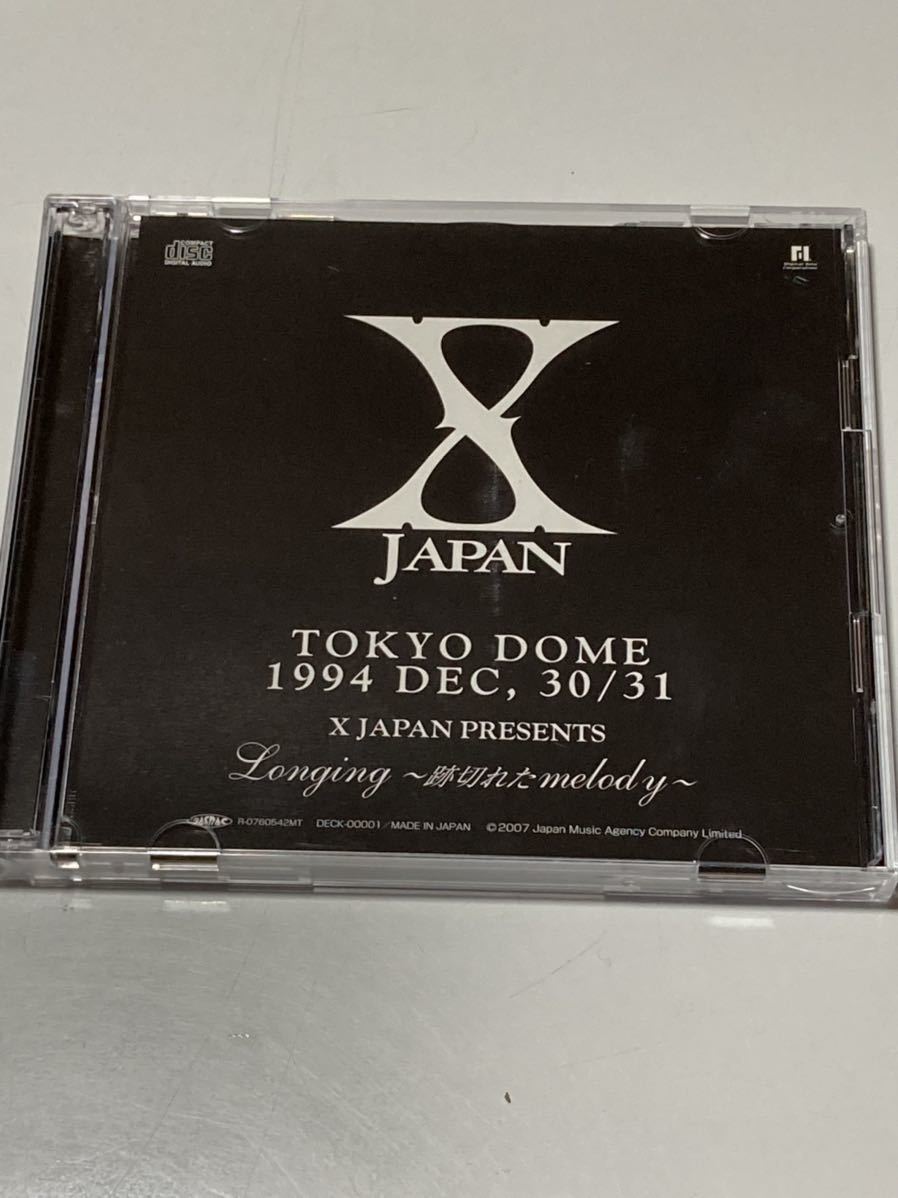 COMPACT
disc
DIGITAL AUDIO
X
JAPAN
TOKYO DOME
1994 DEC, 30/31
X JAPAN PRESENTS
Longing ～跡切れたmelody～
JASRAC R-0760542MT DECK-00001／MADE IN JAPAN ©2007 Japan Music Agency Company Limited